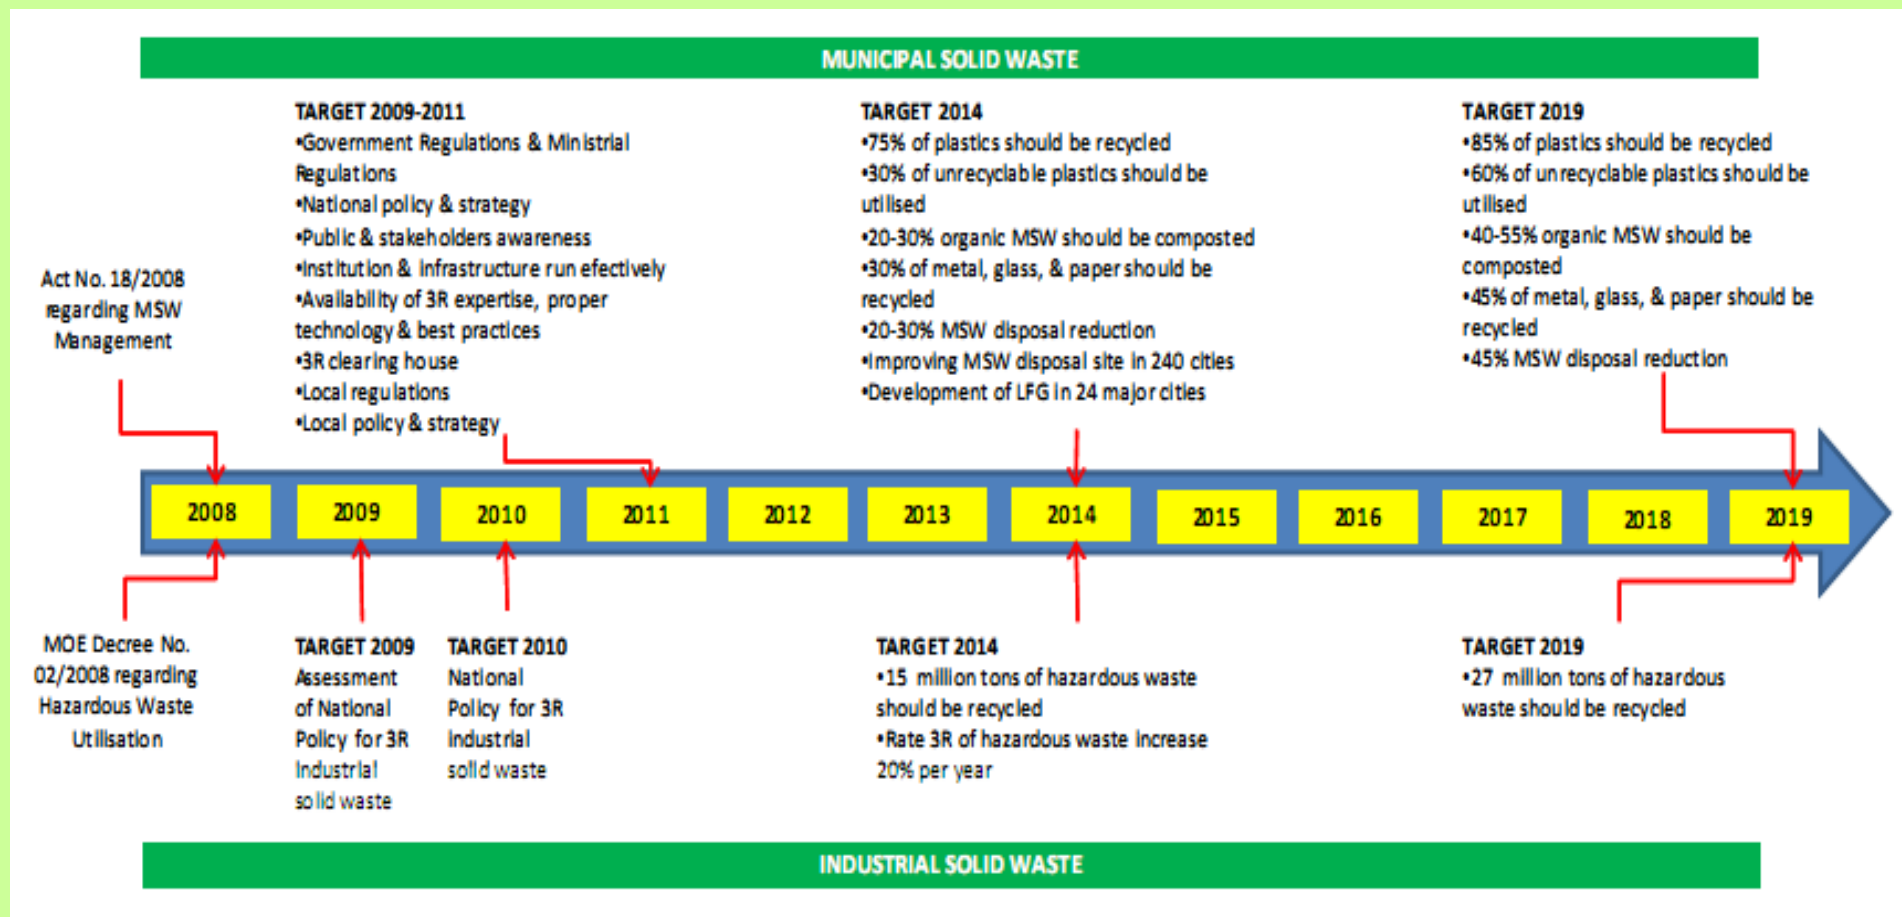 MUNICIPAL SOLID WASTE
TARGET 2009-2011
•Government Regulations & Ministrial
Regulations
•National policy & strategy
•Public & stakeholders awareness
•Institution & infrastructure run efectively
•Availability of 3R expertise, proper
technology & best practices
•3R clearing house
•Local regulations
•Local policy & strategy
TARGET 2014
•75% of plastics should be recycled
•30% of unrecyclable plastics should be
utilised
•20-30% organic MSW should be composted
•30% of metal, glass, & paper should be
recycled
•20-30% MSW disposal reduction
•Improving MSW disposal site in 240 cities
•Development of LFG in 24 major cities
TARGET 2019
•85% of plastics should be recycled
•60% of unrecyclable plastics should be
utilised
•40-55% organic MSW should be
composted
•45% of metal, glass, & paper should be
recycled
•45% MSW disposal reduction
Act No. 18/2008
regarding MSW
Management
2008 2009 2010 2011 2012 2013 2014 2015 2016 2017 2018 2019
MOE Decree No.
02/2008 regarding
Hazardous Waste
Utilisation
TARGET 2009
Assessment
of National
Policy for 3R
industrial
solid waste
TARGET 2010
National
Policy for 3R
industrial
solid waste
TARGET 2014
•15 million tons of hazardous waste
should be recycled
•Rate 3R of hazardous waste increase
20% per year
TARGET 2019
•27 million tons of hazardous
waste should be recycled
INDUSTRIAL SOLID WASTE